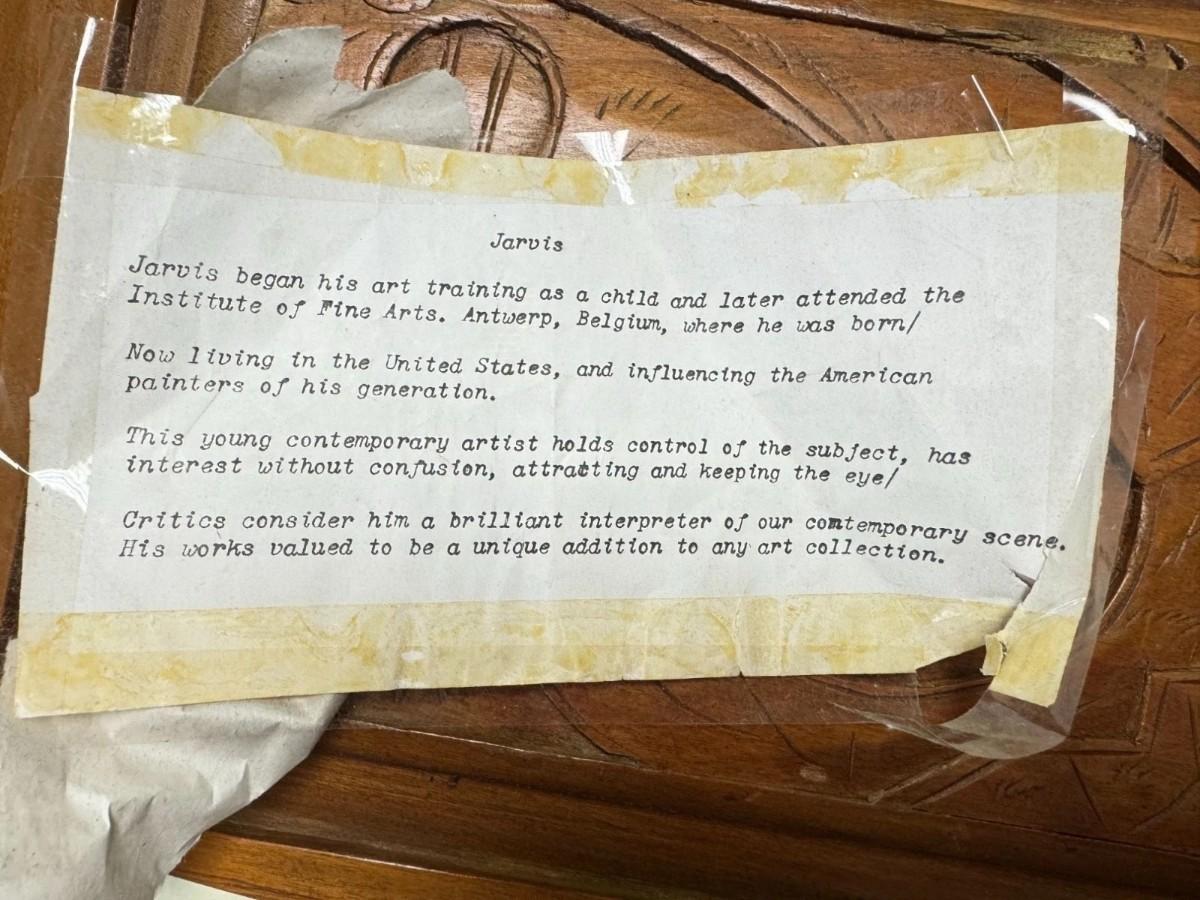 Jarvis
Jarvis began his art training as a child and later attended the
Institute of Fine Arts. Antwerp, Belgium, where he was born/
Now living in the United States, and influencing the American
painters of his generation.
This young contemporary artist holds control of the subject, has
interest without confusion, attratting and keeping the eye/
Critics consider him a brilliant interpreter of our comtemporary scene.
His works valued to be a unique addition to any art collection.